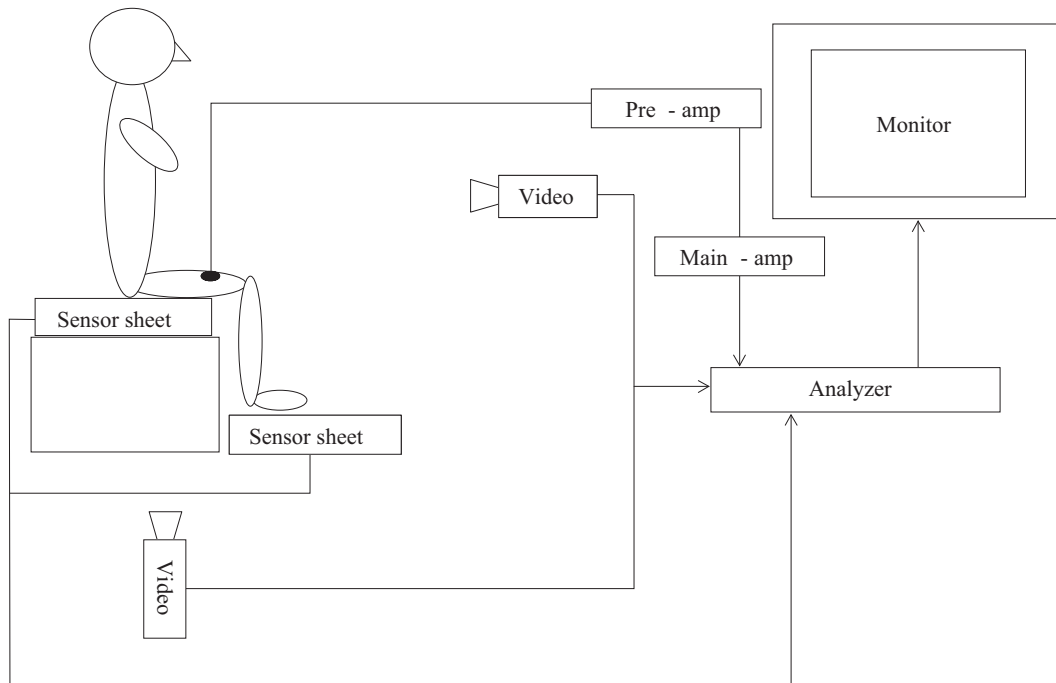 Pre - amp
Monitor
Video
Main - amp
Sensor sheet
Analyzer
Sensor sheet
Video